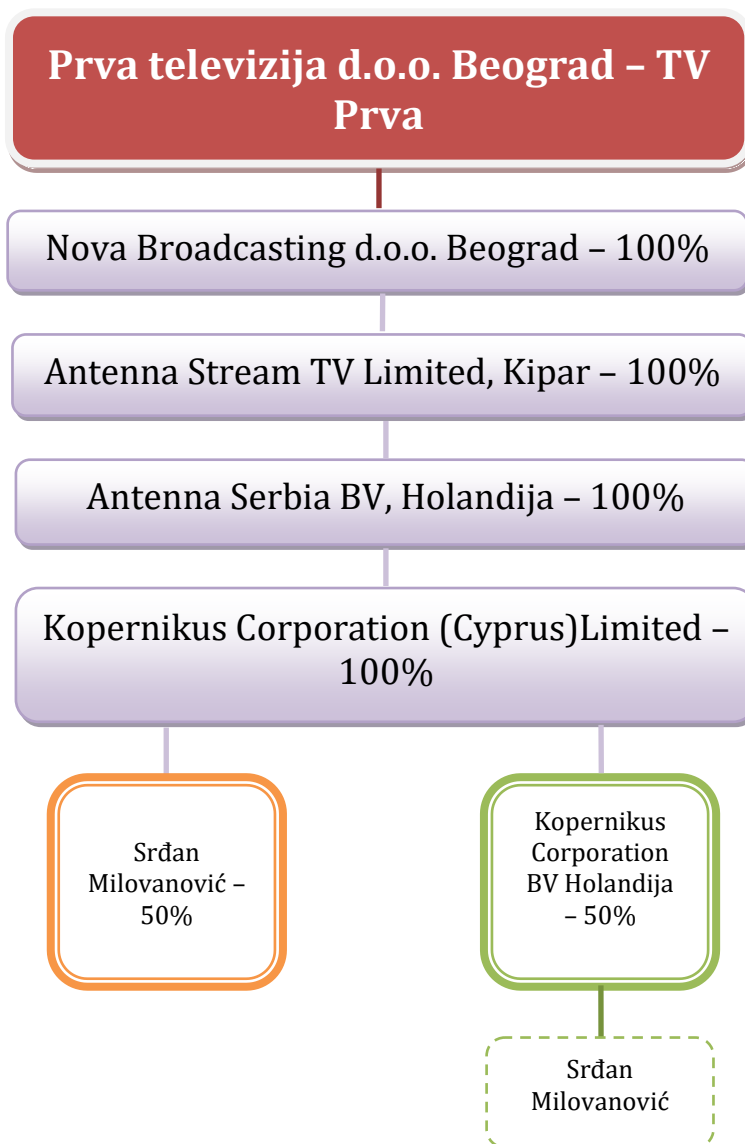 Prva televizija d.o.o. Beograd – TV
Prva
Nova Broadcasting d.o.o. Beograd – 100%
Antenna Stream TV Limited, Kipar – 100%
Antenna Serbia BV, Holandija – 100%
Kopernikus Corporation (Cyprus)Limited –
100%
Srđan
Milovanović –
50%
Kopernikus
Corporation
BV Holandija
– 50%
Srđan
Milovanović